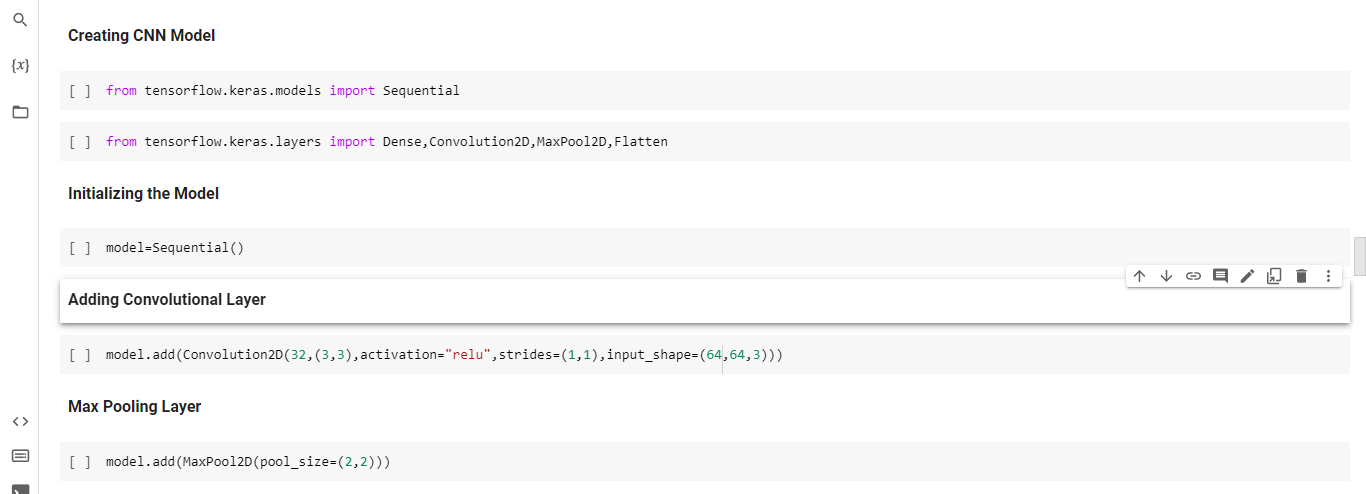 Creating CNN Model
{x}
[ ] from tensorflow.keras.models import Sequential
[ ] from tensorflow.keras.layers import Dense,Convolution2D,MaxPool2D,Flatten
Initializing the Model
[ ] model=Sequential()
Adding Convolutional Layer
[ ] model.add(Convolution2D(32,(3,3),activation="relu",strides=(1,1),input_shape=(64,64,3)))
Max Pooling Layer
[ ] model.add(MaxPool2D(pool_size=(2,2)))